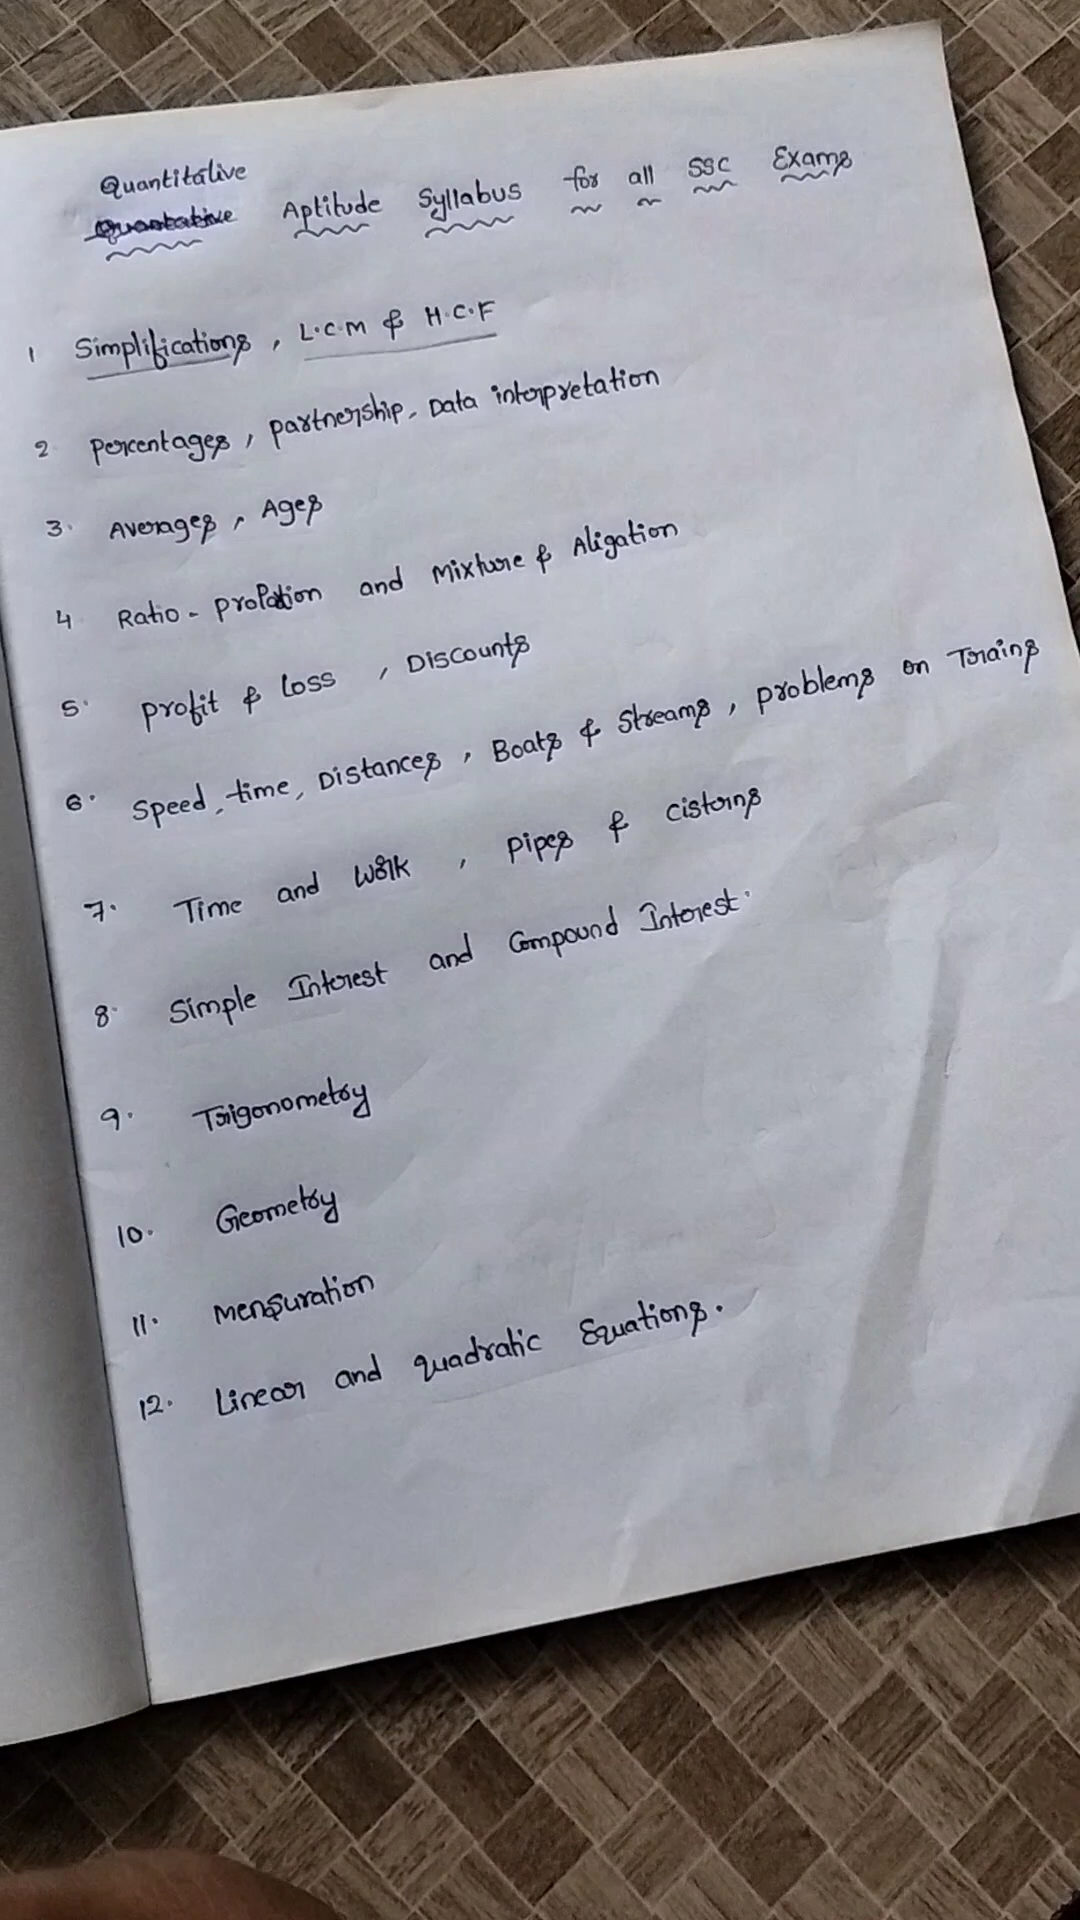 Quantitative
Quantative Aptitude Syllabus for all SSC Exams
1 Simplifications, L.C.M & H.C.F
2. Percentages, partnership, Data interpretation
3. Averages, Ages
4 Ratio - Propotion and Mixture & Aligation
5. Profit & Loss, Discounts
6. Speed, time, Distances, Boats & Streams, problems on Trains
7. Time and Work, Pipes & cisterns
8. Simple Interest and Compound Interest.
9. Trigonometry
10. Geometry
11. Mensuration
12. Linear and quadratic Equations.